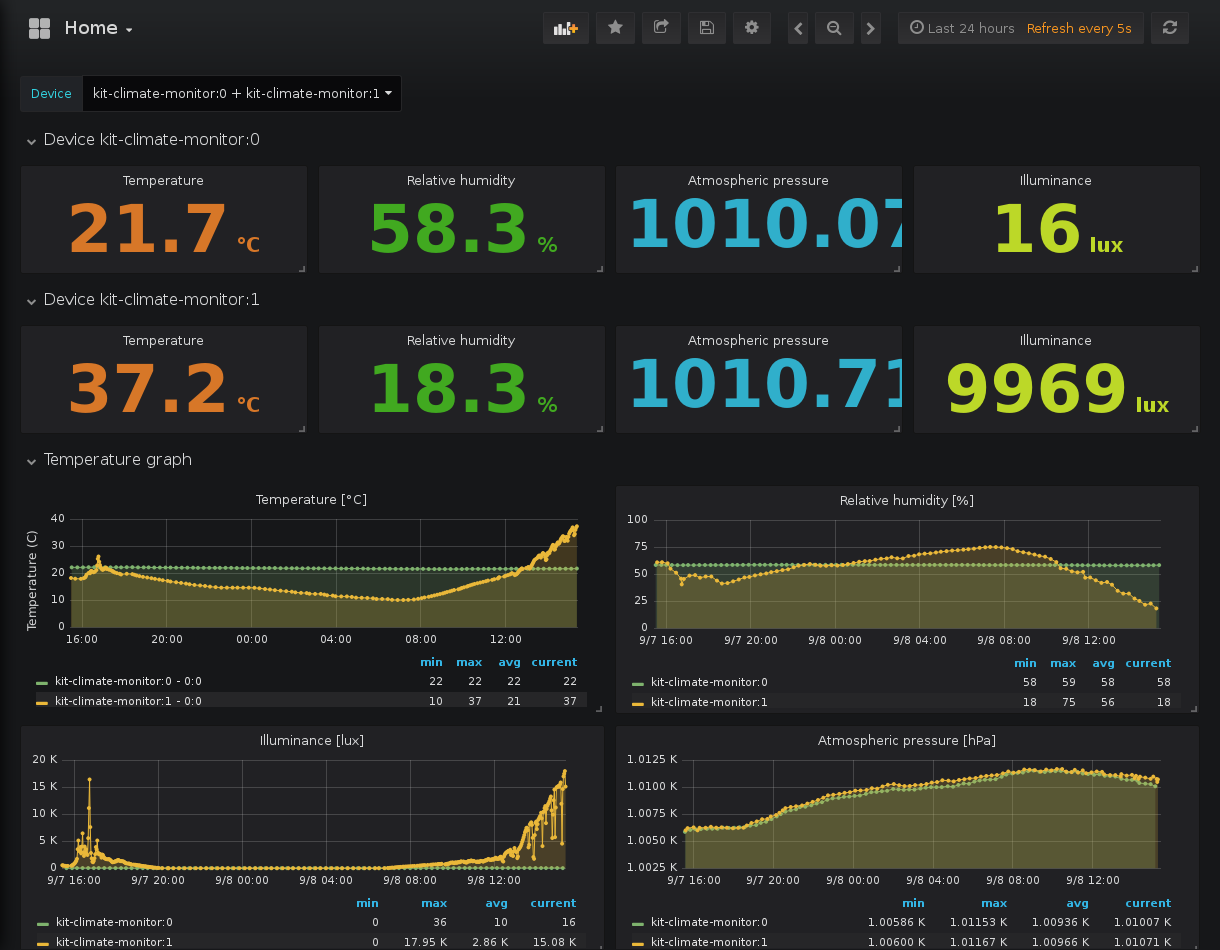 Home
Last 24 hours Refresh every 5s
Device kit-climate-monitor:0 + kit-climate-monitor:1
Device kit-climate-monitor:0
Temperature Relative humidity Atmospheric pressure Illuminance
21.7 °C 58.3 % 1010.07 16 lux
Device kit-climate-monitor:1
Temperature Relative humidity Atmospheric pressure Illuminance
37.2 °C 18.3 % 1010.71 9969 lux
Temperature graph
Temperature [°C]
Temperature (C)
40
30
20
10
0
16:00 20:00 00:00 04:00 08:00 12:00
min max avg current
kit-climate-monitor:0 - 0:0 22 22 22 22
kit-climate-monitor:1 - 0:0 10 37 21 37
Relative humidity [%]
100
75
50
25
0
9/7 16:00 9/7 20:00 9/8 00:00 9/8 04:00 9/8 08:00 9/8 12:00
min max avg current
kit-climate-monitor:0 58 59 58 58
kit-climate-monitor:1 18 75 56 18
Illuminance [lux]
20 K
15 K
10 K
5 K
0
9/7 16:00 9/7 20:00 9/8 00:00 9/8 04:00 9/8 08:00 9/8 12:00
min max avg current
kit-climate-monitor:0 0 36 10 16
kit-climate-monitor:1 0 17.95 K 2.86 K 15.08 K
Atmospheric pressure [hPa]
1.0125 K
1.0100 K
1.0075 K
1.0050 K
1.0025 K
9/7 16:00 9/7 20:00 9/8 00:00 9/8 04:00 9/8 08:00 9/8 12:00
min max avg current
kit-climate-monitor:0 1.00586 K 1.01153 K 1.00936 K 1.01007 K
kit-climate-monitor:1 1.00600 K 1.01167 K 1.00966 K 1.01071 K